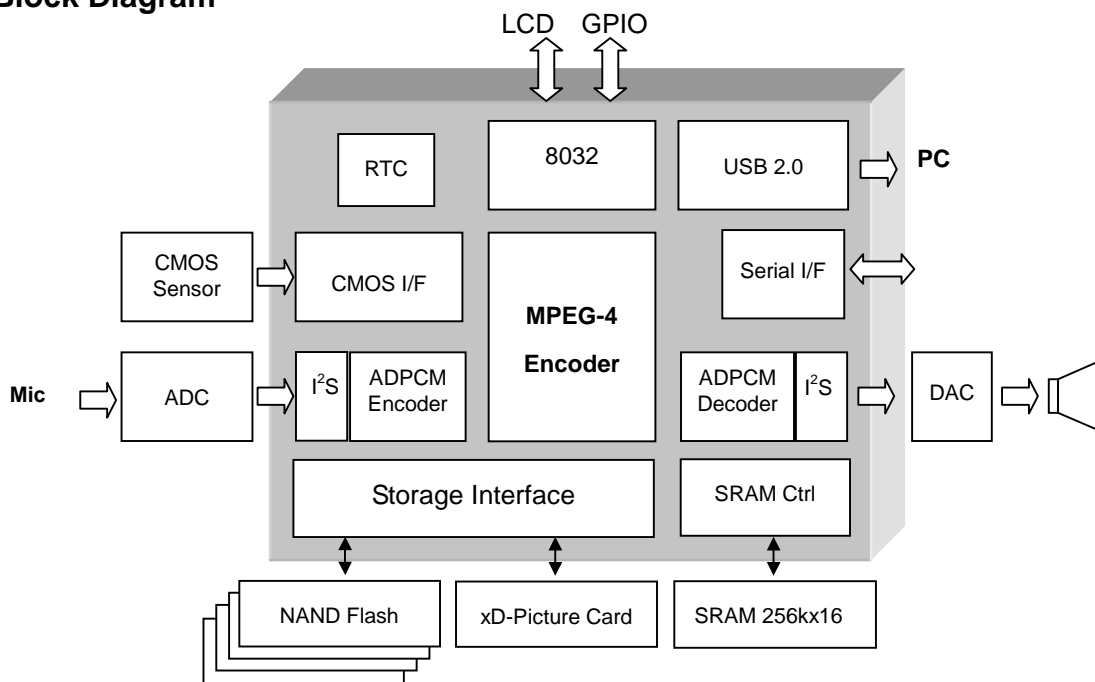 Block Diagram
LCD GPIO
RTC
8032
USB 2.0
PC
CMOS
Sensor
CMOS I/F
MPEG-4
Encoder
Serial I/F
Mic
ADC
I²S
ADPCM
Encoder
ADPCM
Decoder
I²S
DAC
Storage Interface
SRAM Ctrl
NAND Flash
xD-Picture Card
SRAM 256kx16